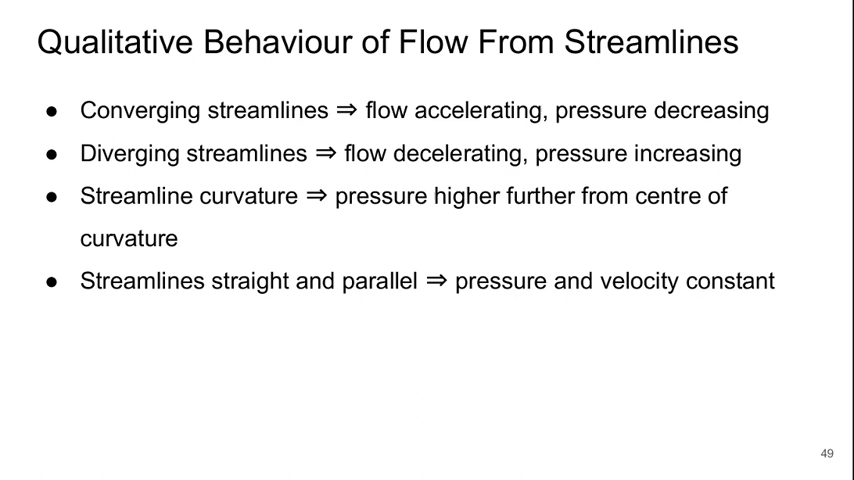 Qualitative Behaviour of Flow From Streamlines
● Converging streamlines ⇒ flow accelerating, pressure decreasing
● Diverging streamlines ⇒ flow decelerating, pressure increasing
● Streamline curvature ⇒ pressure higher further from centre of
curvature
● Streamlines straight and parallel ⇒ pressure and velocity constant
49